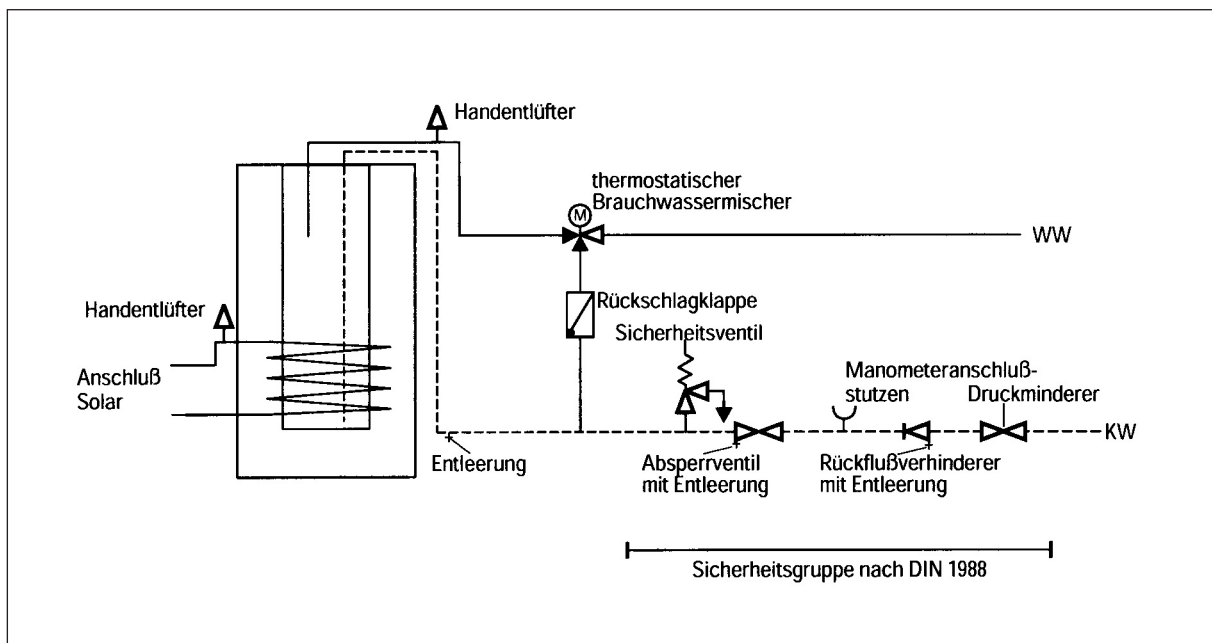 Handentlüfter
thermostatischer
Brauchwassermischer
M
WW
Handentlüfter
Rückschlagklappe
Sicherheitsventil
Anschluß
Solar
Manometeranschluß-
stutzen
Druckminderer
KW
Entleerung
Absperrventil
mit Entleerung
Rückflußverhinderer
mit Entleerung
Sicherheitsgruppe nach DIN 1988